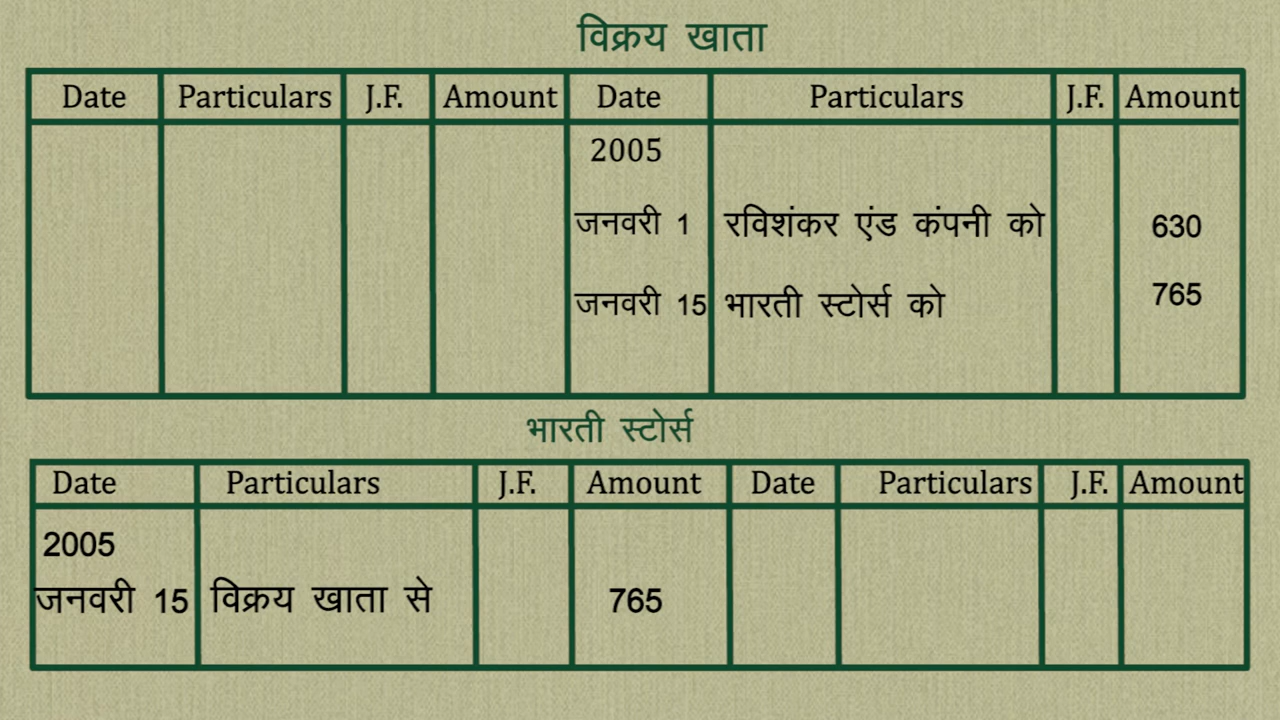 विक्रय खाता
Date Particulars J.F. Amount Date Particulars J.F. Amount
2005
जनवरी 1 रविशंकर एंड कंपनी को 630
जनवरी 15 भारती स्टोर्स को 765
भारती स्टोर्स
Date Particulars J.F. Amount Date Particulars J.F. Amount
2005
जनवरी 15 विक्रय खाता से 765